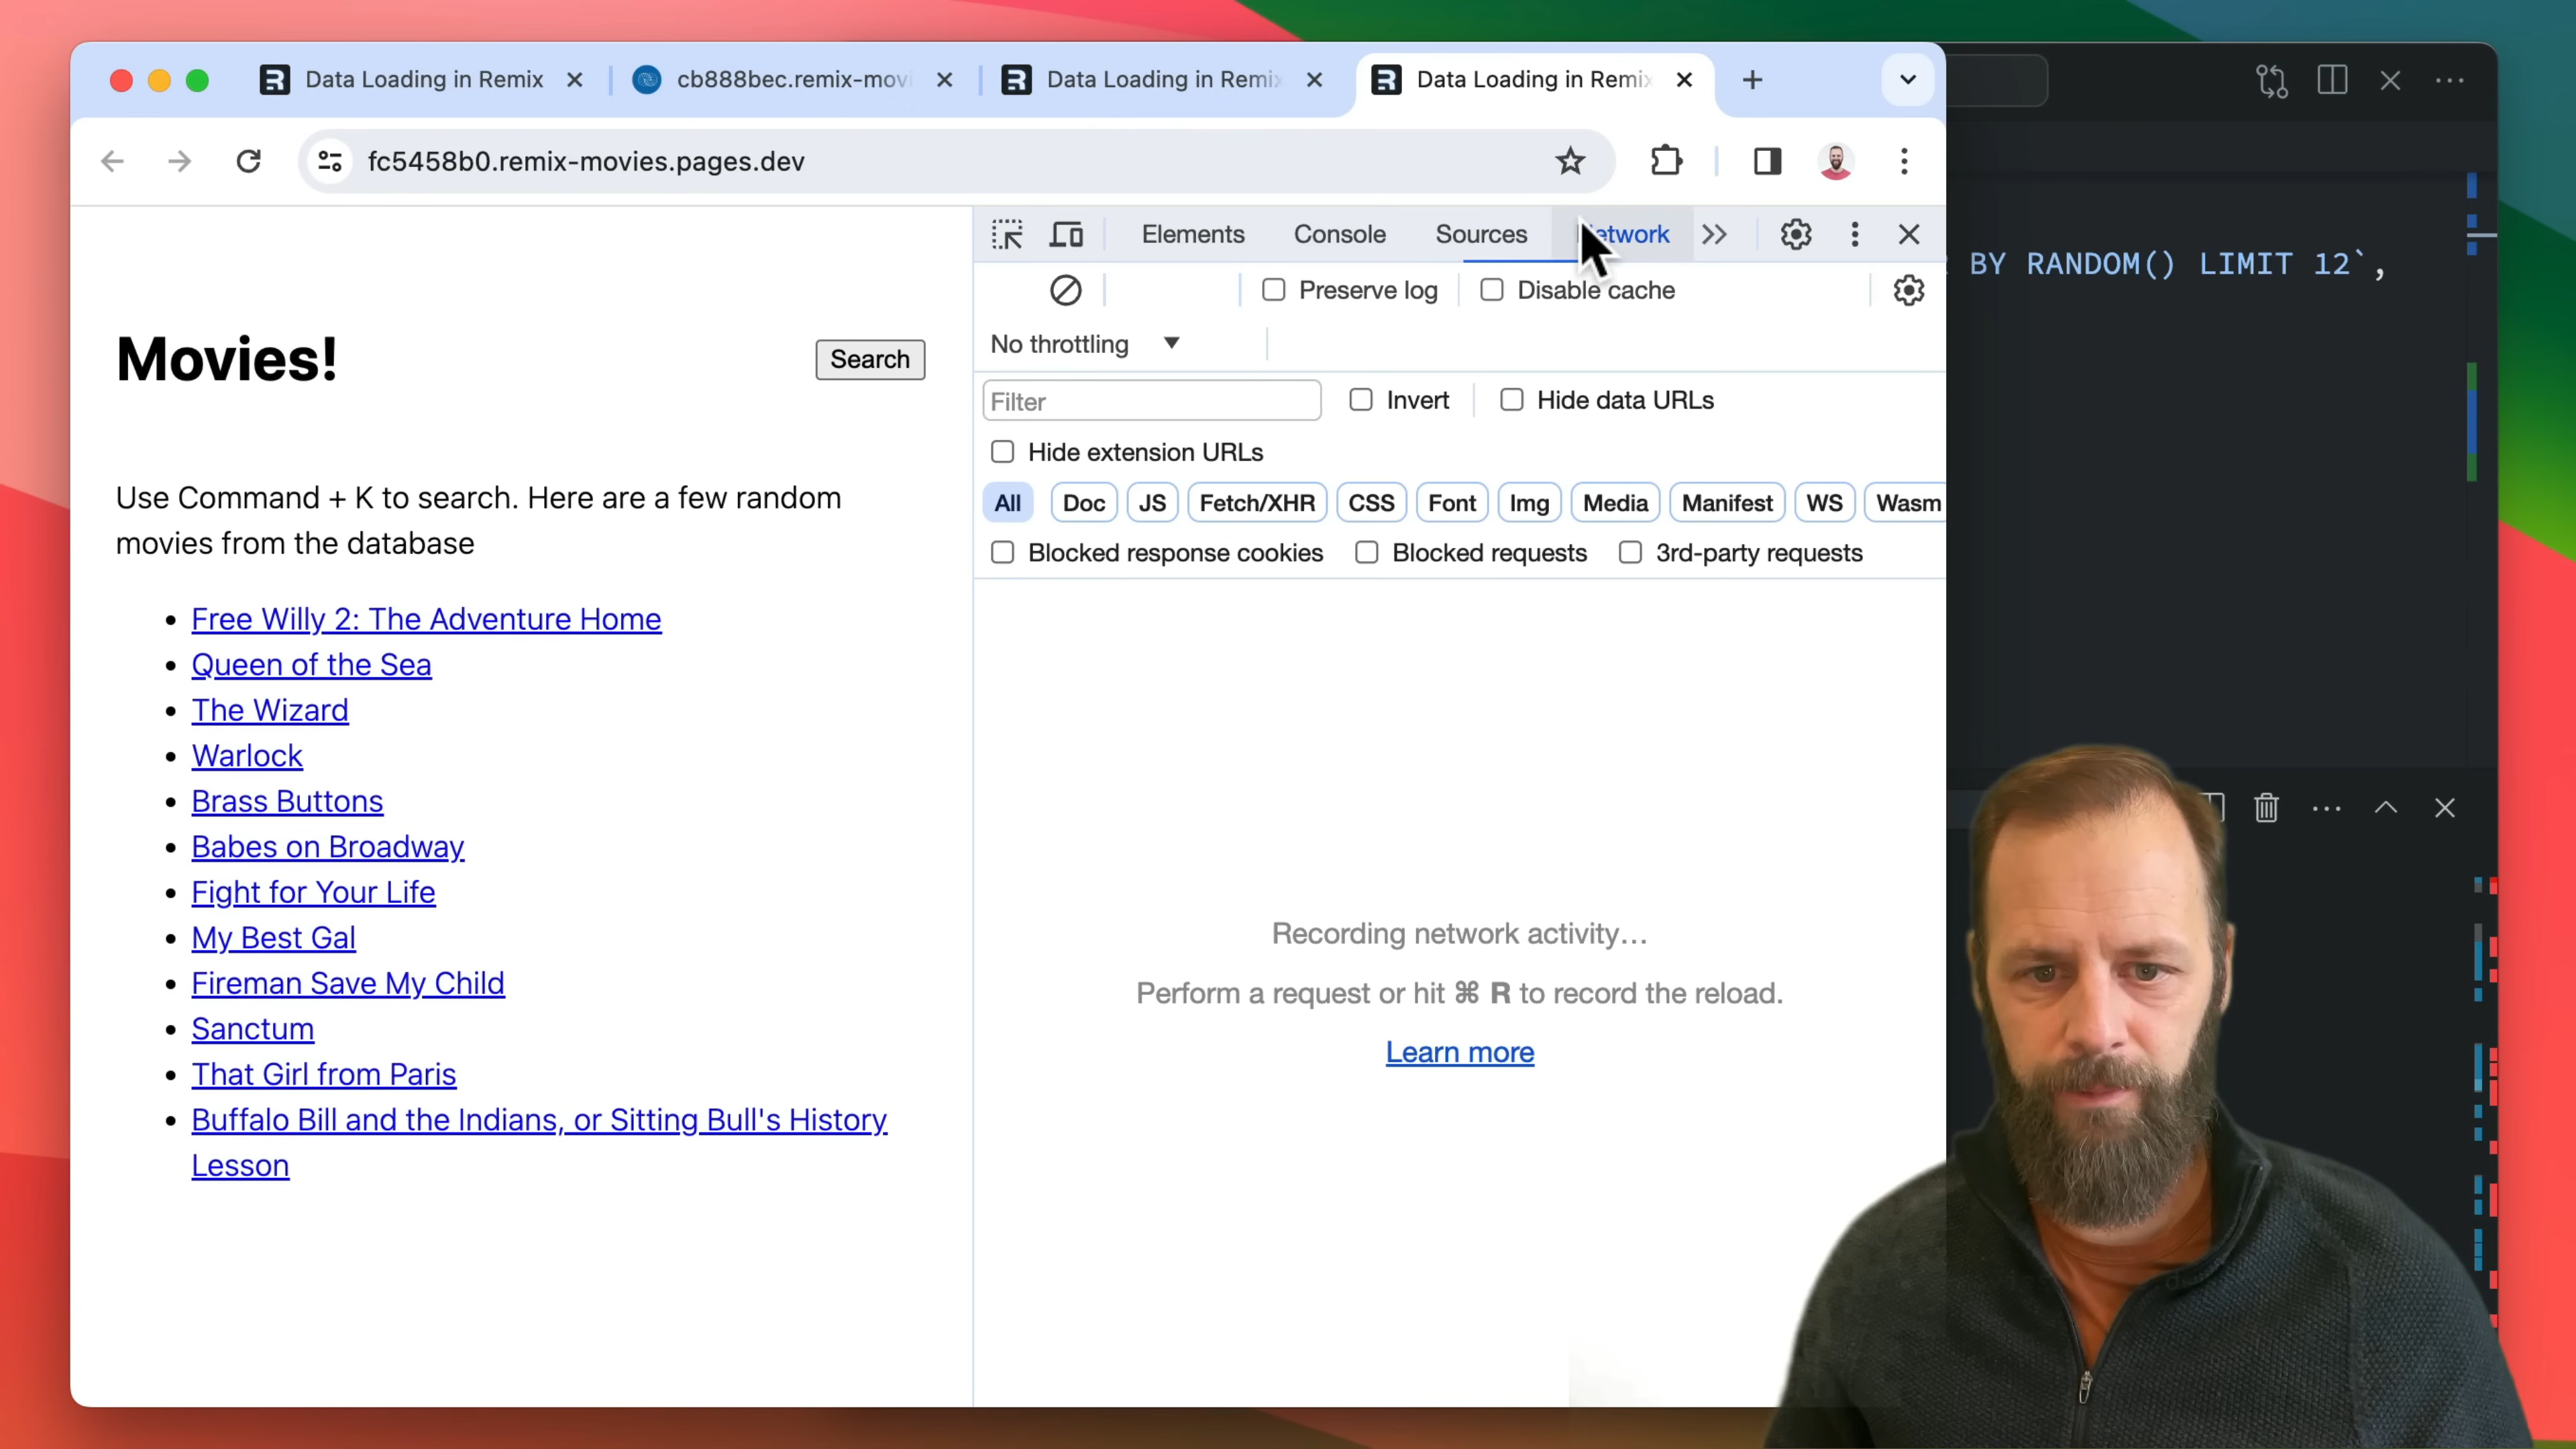 Data Loading in Remix
cb888bec.remix-movi
Data Loading in Remix
Data Loading in Remix
fc5458b0.remix-movies.pages.dev
Elements Console Sources Network
Preserve log Disable cache
No throttling
Filter Invert Hide data URLs
Hide extension URLs
All Doc JS Fetch/XHR CSS Font Img Media Manifest WS Wasm
Blocked response cookies Blocked requests 3rd-party requests
Recording network activity…
Perform a request or hit ⌘ R to record the reload.
Learn more
Movies!
Search
Use Command + K to search. Here are a few random
movies from the database
Free Willy 2: The Adventure Home
Queen of the Sea
The Wizard
Warlock
Brass Buttons
Babes on Broadway
Fight for Your Life
My Best Gal
Fireman Save My Child
Sanctum
That Girl from Paris
Buffalo Bill and the Indians, or Sitting Bull's History
Lesson
BY RANDOM() LIMIT 12`,